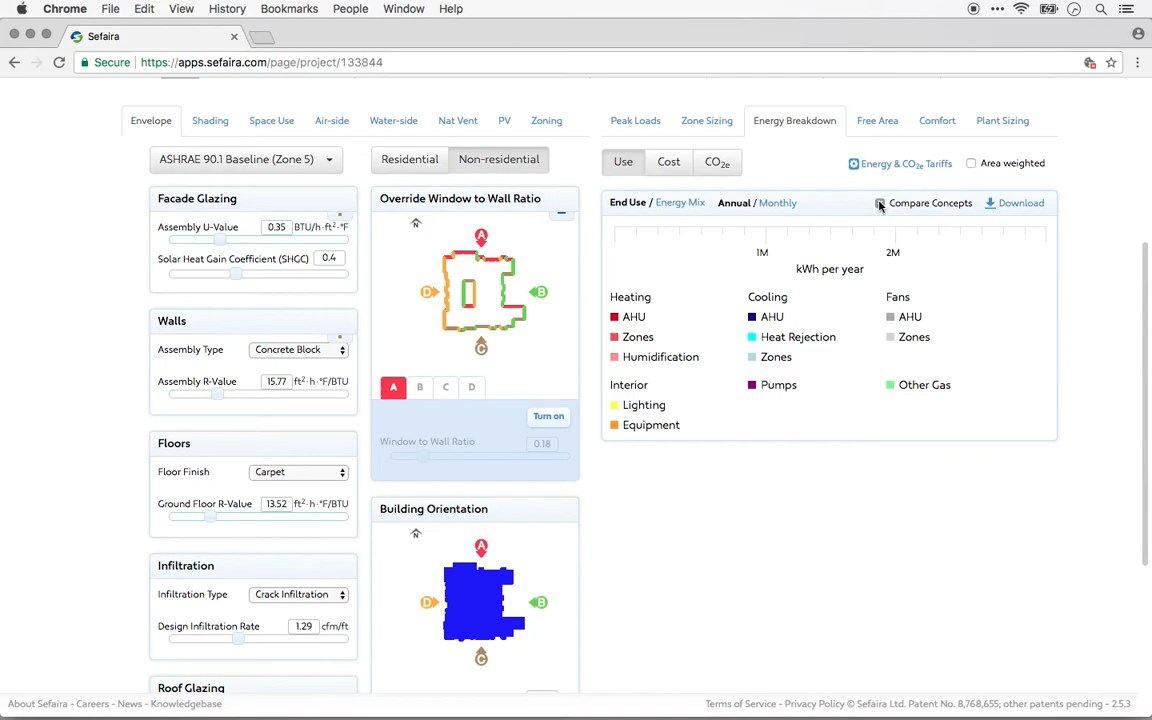 Chrome File Edit View History Bookmarks People Window Help
Sefaira
Secure https://apps.sefaira.com/page/project/133844
Envelope Shading Space Use Air-side Water-side Nat Vent PV Zoning
Peak Loads Zone Sizing Energy Breakdown Free Area Comfort Plant Sizing
ASHRAE 90.1 Baseline (Zone 5)
Residential Non-residential
Use Cost CO2e
Energy & CO2e Tariffs Area weighted
Facade Glazing
Assembly U-Value 0.35 BTU/h·ft²·°F
Solar Heat Gain Coefficient (SHGC) 0.4
Walls
Assembly Type Concrete Block
Assembly R-Value 15.77 ft²·h·°F/BTU
Floors
Floor Finish Carpet
Ground Floor R-Value 13.52 ft²·h·°F/BTU
Infiltration
Infiltration Type Crack Infiltration
Design Infiltration Rate 1.29 cfm/ft
Roof Glazing
Override Window to Wall Ratio
N
A
D B
C
A B C D
Turn on
Window to Wall Ratio 0.18
Building Orientation
N
A
D B
C
End Use / Energy Mix Annual / Monthly Compare Concepts Download
1M 2M
kWh per year
Heating Cooling Fans
AHU AHU AHU
Zones Heat Rejection Zones
Humidification Zones
Interior Pumps Other Gas
Lighting
Equipment
About Sefaira - Careers - News - Knowledgebase
Terms of Service - Privacy Policy © Sefaira Ltd. Patent No. 8,768,655; other patents pending - 2.5.3